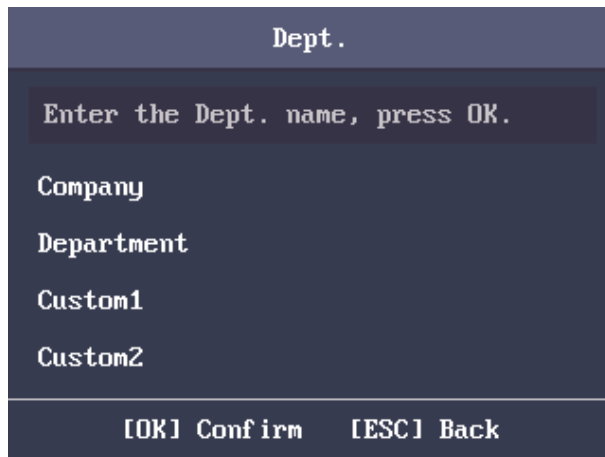 Dept.
Enter the Dept. name, press OK.
Company
Department
Custom1
Custom2
[OK] Confirm [ESC] Back